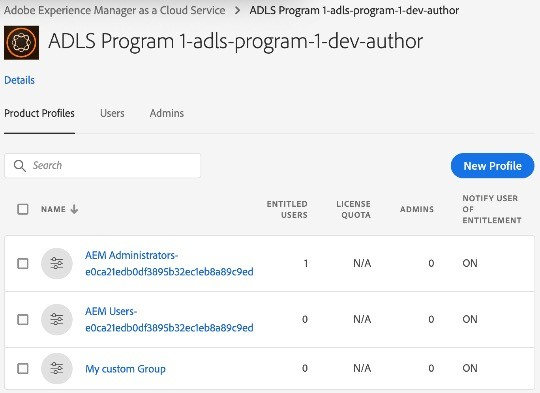 Adobe Experience Manager as a Cloud Service > ADLS Program 1-adls-program-1-dev-author
ADLS Program 1-adls-program-1-dev-author
Details
Product Profiles Users Admins
Search
New Profile
NAME ↓ ENTITLED USERS LICENSE QUOTA ADMINS NOTIFY USER OF ENTITLEMENT
AEM Administrators-
e0ca21edb0df3895b32ec1eb8a89c9ed 1 N/A 0 ON
AEM Users-
e0ca21edb0df3895b32ec1eb8a89c9ed 0 N/A 0 ON
My custom Group 0 N/A 0 ON